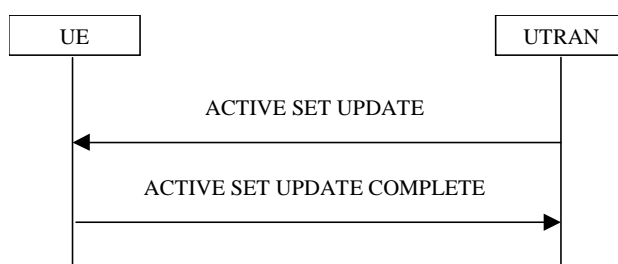 UE
UTRAN
ACTIVE SET UPDATE
ACTIVE SET UPDATE COMPLETE